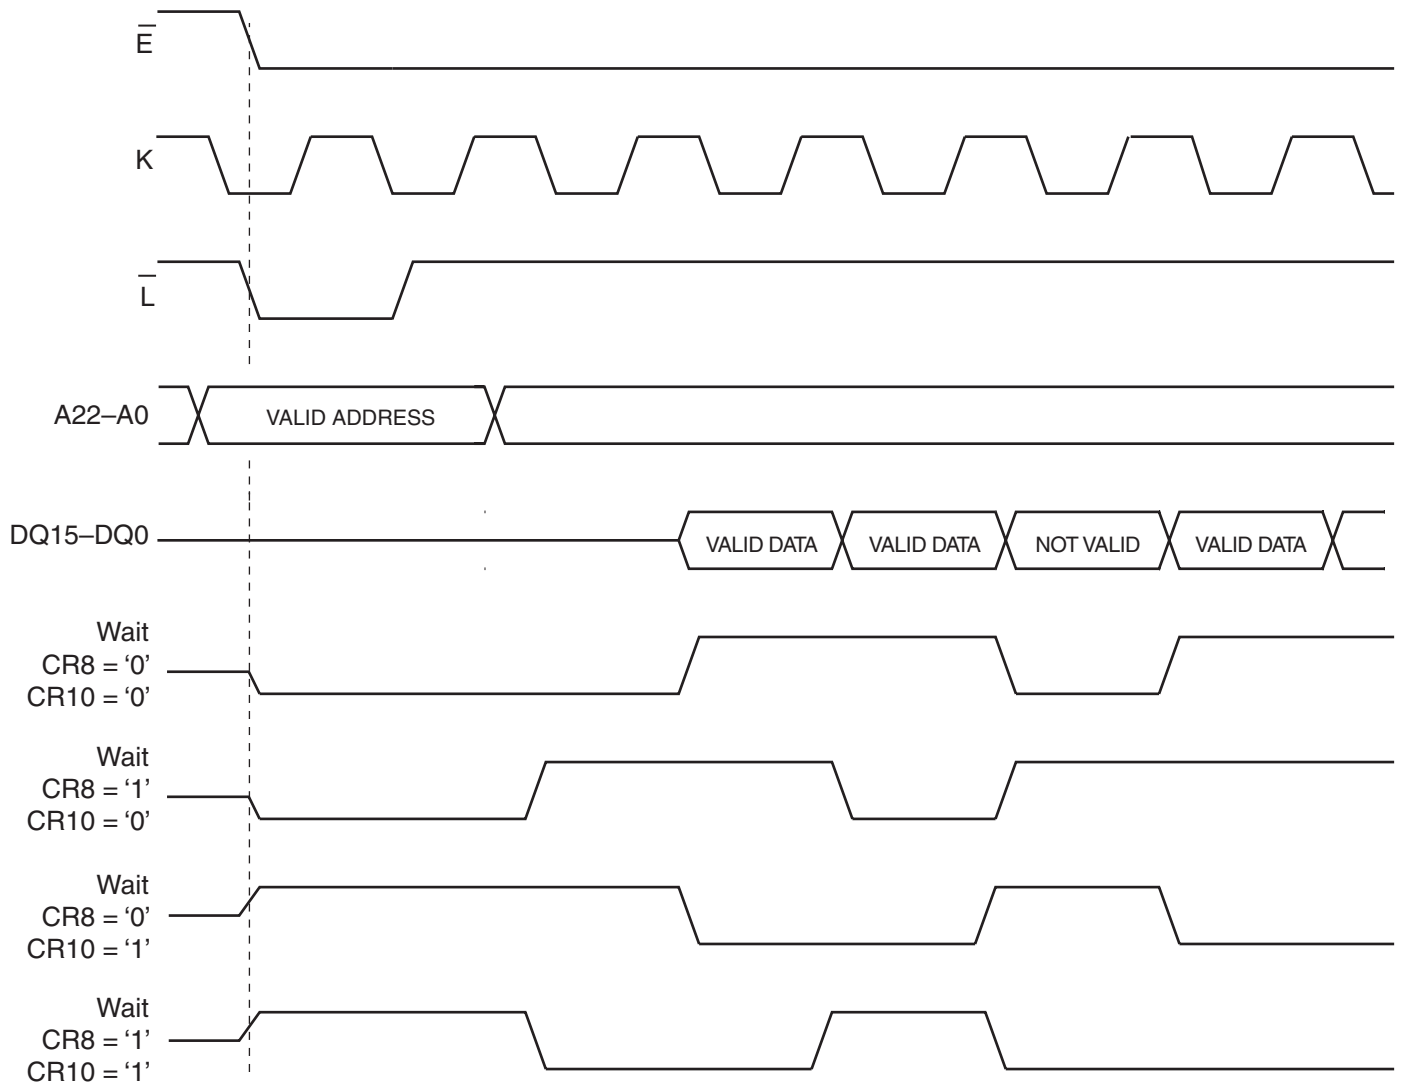 E̅
K
L̅
A22–A0
VALID ADDRESS
DQ15–DQ0
VALID DATA
VALID DATA
NOT VALID
VALID DATA
Wait
CR8 = ‘0’
CR10 = ‘0’
Wait
CR8 = ‘1’
CR10 = ‘0’
Wait
CR8 = ‘0’
CR10 = ‘1’
Wait
CR8 = ‘1’
CR10 = ‘1’